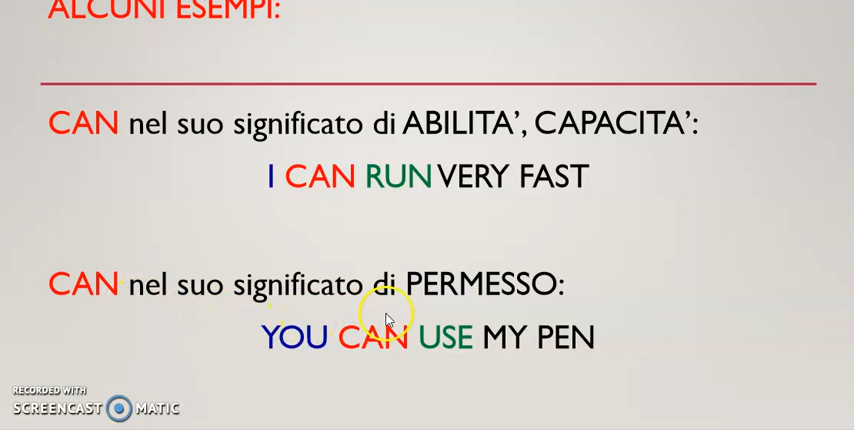 ALCUNI ESEMPI:
CAN nel suo significato di ABILITA’, CAPACITA’:
I CAN RUN VERY FAST
CAN nel suo significato di PERMESSO:
YOU CAN USE MY PEN
RECORDED WITH
SCREENCAST MATIC